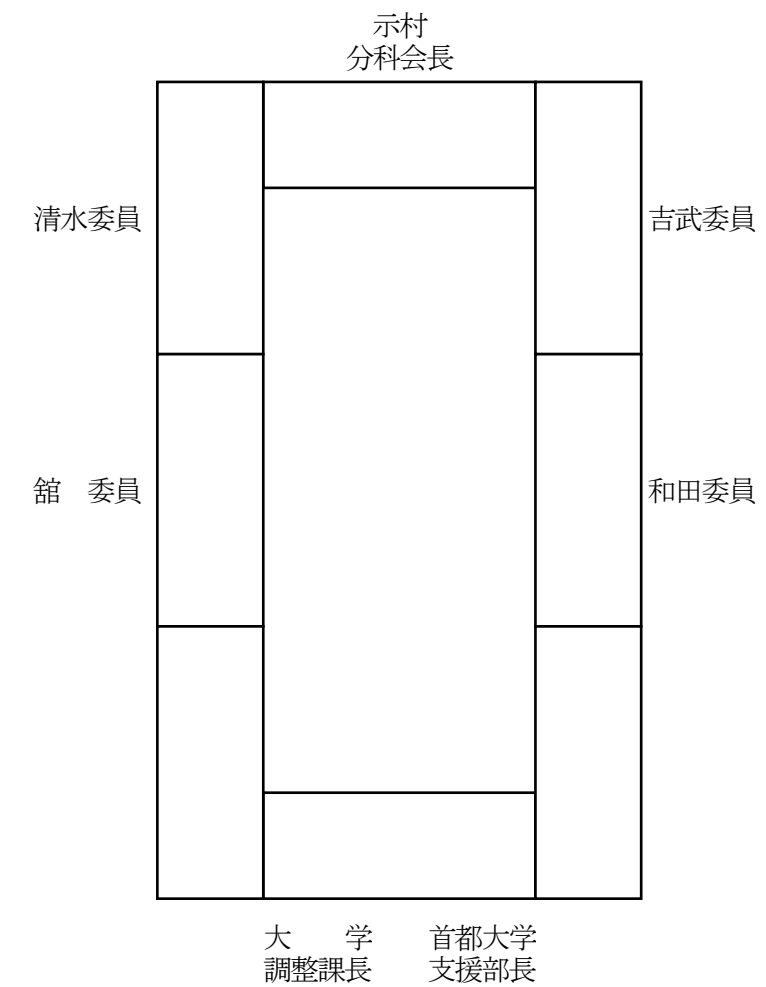 示村
分科会長
清水委員
吉武委員
舘　委員
和田委員
大　　学　　首都大学
調整課長　　支援部長